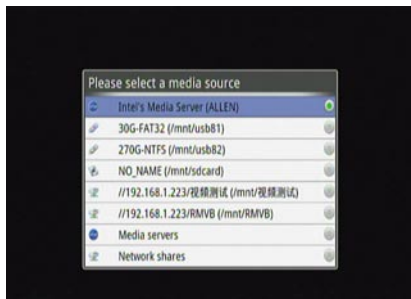 Please select a media source
Intel's Media Server (ALLEN)
30G-FAT32 (/mnt/usb81)
270G-NTFS (/mnt/usb82)
NO_NAME (/mnt/sdcard)
//192.168.1.223/视频测试 (/mnt/视频测试)
//192.168.1.223/RMVB (/mnt/RMVB)
Media servers
Network shares